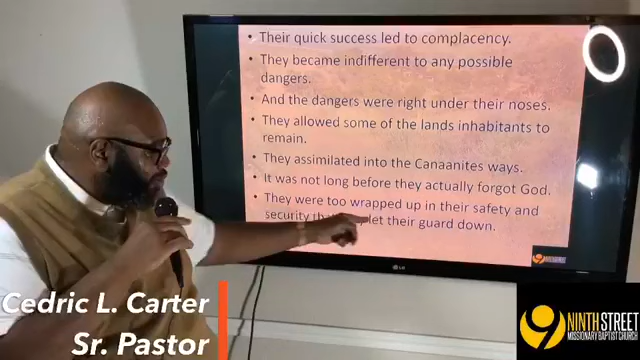 • Their quick success led to complacency.
• They became indifferent to any possible
dangers.
• And the dangers were right under their noses.
• They allowed some of the lands inhabitants to
remain.
• They assimilated into the Canaanites ways.
• It was not long before they actually forgot God.
• They were too wrapped up in their safety and
security let their guard down.
LG
Cedric L. Carter
Sr. Pastor
NINTH STREET
MISSIONARY BAPTIST CHURCH